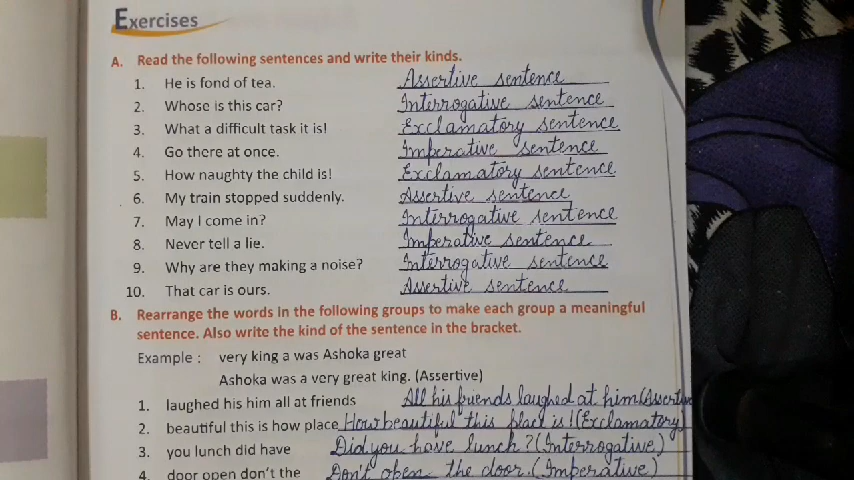 Exercises
A. Read the following sentences and write their kinds.
1. He is fond of tea. Assertive sentence
2. Whose is this car? Interrogative sentence
3. What a difficult task it is! Exclamatory sentence
4. Go there at once. Imperative sentence
5. How naughty the child is! Exclamatory sentence
6. My train stopped suddenly. Assertive sentence
7. May I come in? Interrogative sentence
8. Never tell a lie. Imperative sentence
9. Why are they making a noise? Interrogative sentence
10. That car is ours. Assertive sentence
B. Rearrange the words in the following groups to make each group a meaningful
sentence. Also write the kind of the sentence in the bracket.
Example : very king a was Ashoka great
Ashoka was a very great king. (Assertive)
1. laughed his him all at friends All his friends laughed at him (Assertive
2. beautiful this is how place How beautiful this place is! (Exclamatory)
3. you lunch did have Did you have lunch? (Interrogative)
4. door open don't the Don't open the door. (Imperative)